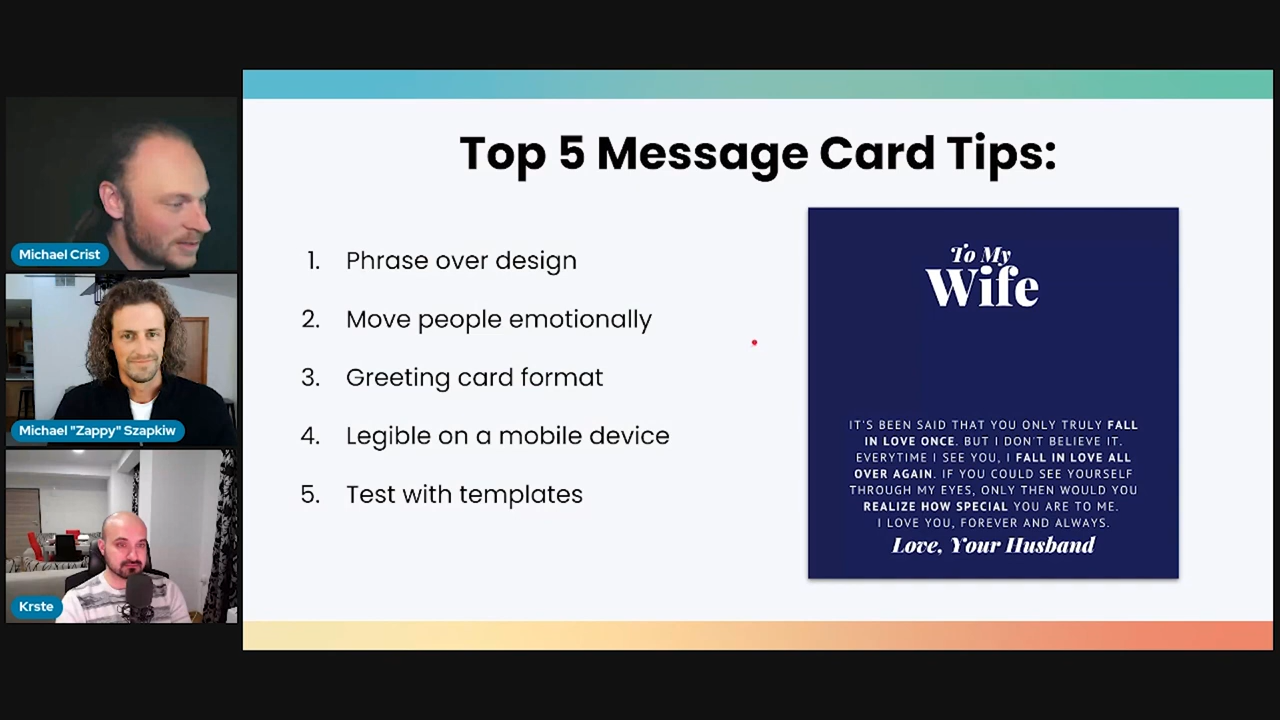 Top 5 Message Card Tips:
1. Phrase over design
2. Move people emotionally
3. Greeting card format
4. Legible on a mobile device
5. Test with templates
To My
Wife
IT'S BEEN SAID THAT YOU ONLY TRULY FALL
IN LOVE ONCE. BUT I DON'T BELIEVE IT.
EVERYTIME I SEE YOU, I FALL IN LOVE ALL
OVER AGAIN. IF YOU COULD SEE YOURSELF
THROUGH MY EYES, ONLY THEN WOULD YOU
REALIZE HOW SPECIAL YOU ARE TO ME.
I LOVE YOU, FOREVER AND ALWAYS.
Love, Your Husband
Michael Crist
Michael "Zappy" Szapkiw
Krste